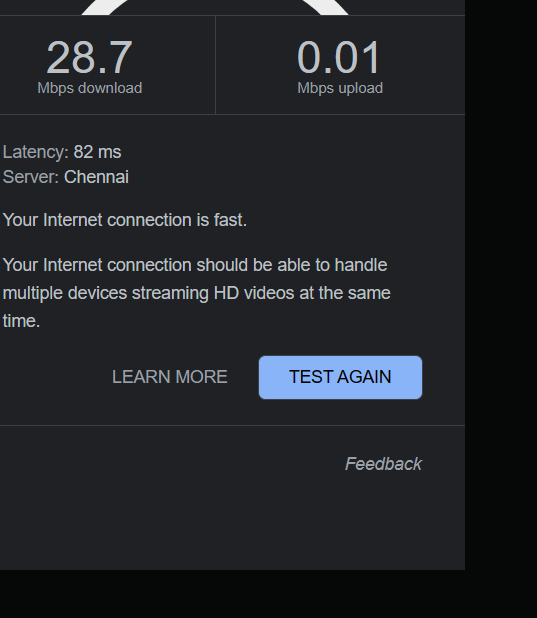 28.7
Mbps download
0.01
Mbps upload
Latency: 82 ms
Server: Chennai
Your Internet connection is fast.
Your Internet connection should be able to handle
multiple devices streaming HD videos at the same
time.
LEARN MORE
TEST AGAIN
Feedback